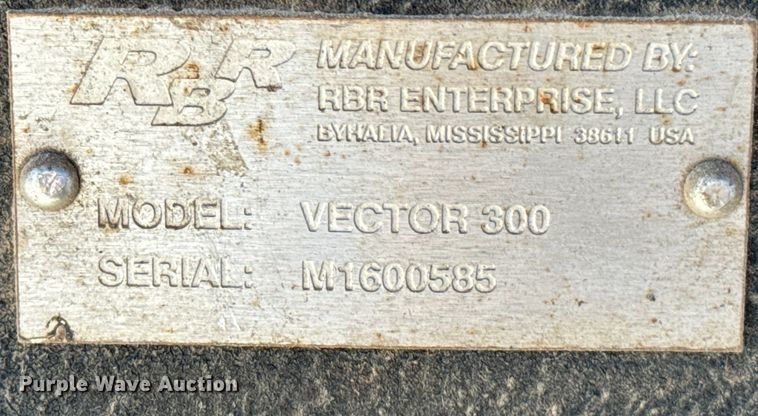 RBR
MANUFACTURED BY:
RBR ENTERPRISE, LLC
BYHALIA, MISSISSIPPI 38611 USA
MODEL: VECTOR 300
SERIAL: M1600585
Purple Wave Auction